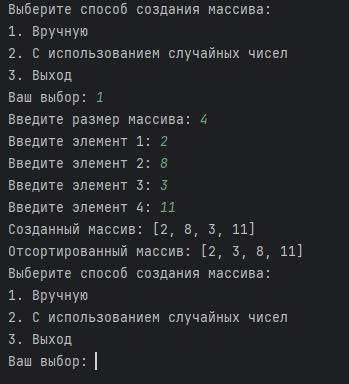 Выберите способ создания массива:
1. Вручную
2. С использованием случайных чисел
3. Выход
Ваш выбор: 1
Введите размер массива: 4
Введите элемент 1: 2
Введите элемент 2: 8
Введите элемент 3: 3
Введите элемент 4: 11
Созданный массив: [2, 8, 3, 11]
Отсортированный массив: [2, 3, 8, 11]
Выберите способ создания массива:
1. Вручную
2. С использованием случайных чисел
3. Выход
Ваш выбор: